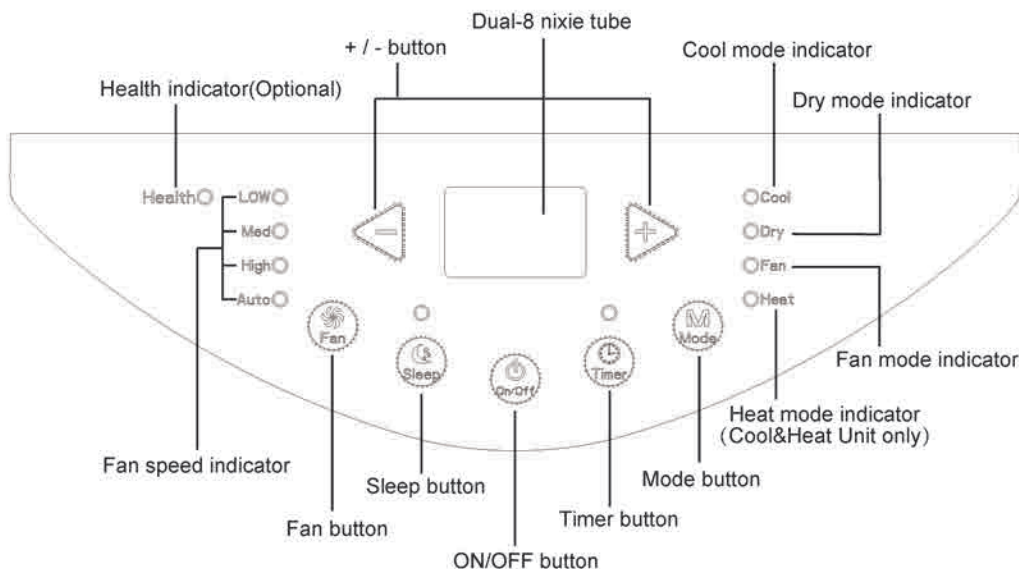 Dual-8 nixie tube
+ / - button
Cool mode indicator
Health indicator(Optional)
Dry mode indicator
Health
LOW
Med
High
Auto
−
+
Cool
Dry
Fan
Heat
Fan
Sleep
On/Off
Timer
M
Mode
Fan mode indicator
Heat mode indicator
(Cool&Heat Unit only)
Fan speed indicator
Sleep button
Mode button
Fan button
Timer button
ON/OFF button